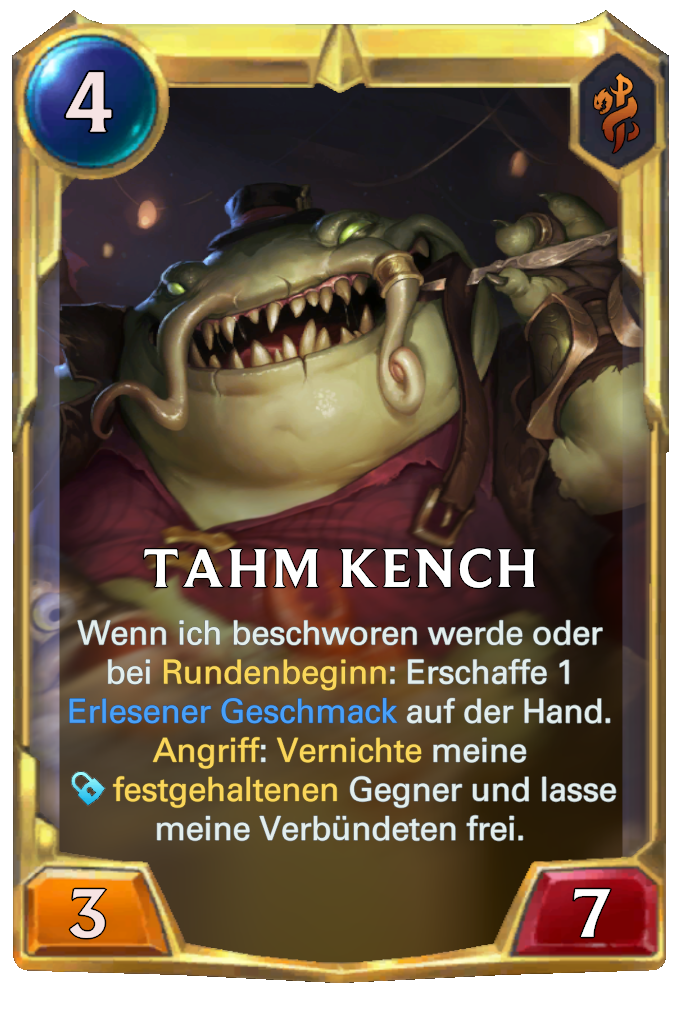 4
TAHM KENCH
Wenn ich beschworen werde oder
bei Rundenbeginn: Erschaffe 1
Erlesener Geschmack auf der Hand.
Angriff: Vernichte meine
festgehaltenen Gegner und lasse
meine Verbündeten frei.
3
7